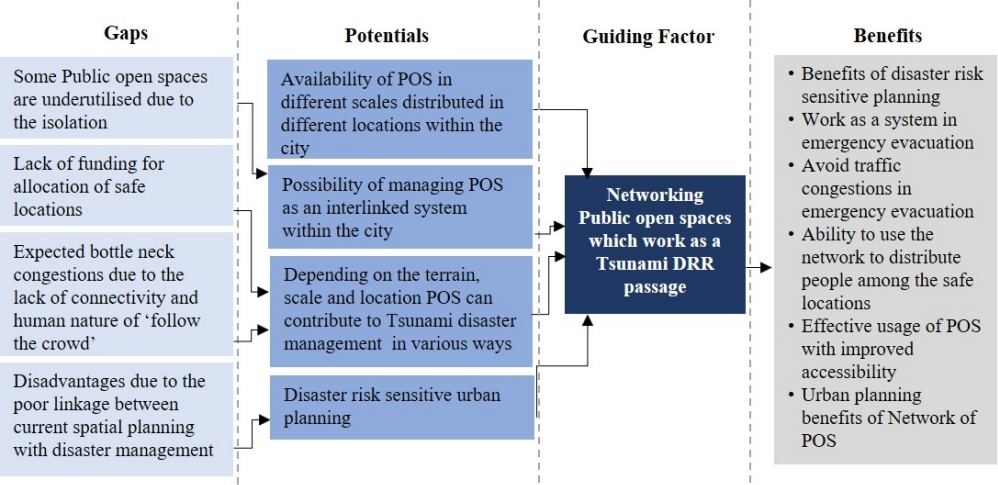 Gaps
Potentials
Guiding Factor
Benefits
Some Public open spaces
are underutilised due to
the isolation
Lack of funding for
allocation of safe
locations
Expected bottle neck
congestions due to the
lack of connectivity and
human nature of ‘follow
the crowd’
Disadvantages due to the
poor linkage between
current spatial planning
with disaster management
Availability of POS in
different scales distributed in
different locations within the
city
Possibility of managing POS
as an interlinked system
within the city
Depending on the terrain,
scale and location POS can
contribute to Tsunami disaster
management in various ways
Disaster risk sensitive urban
planning
Networking
Public open spaces
which work as a
Tsunami DRR
passage
• Benefits of disaster risk
sensitive planning
• Work as a system in
emergency evacuation
• Avoid traffic
congestions in
emergency evacuation
• Ability to use the
network to distribute
people among the safe
locations
• Effective usage of POS
with improved
accessibility
• Urban planning
benefits of Network of
POS